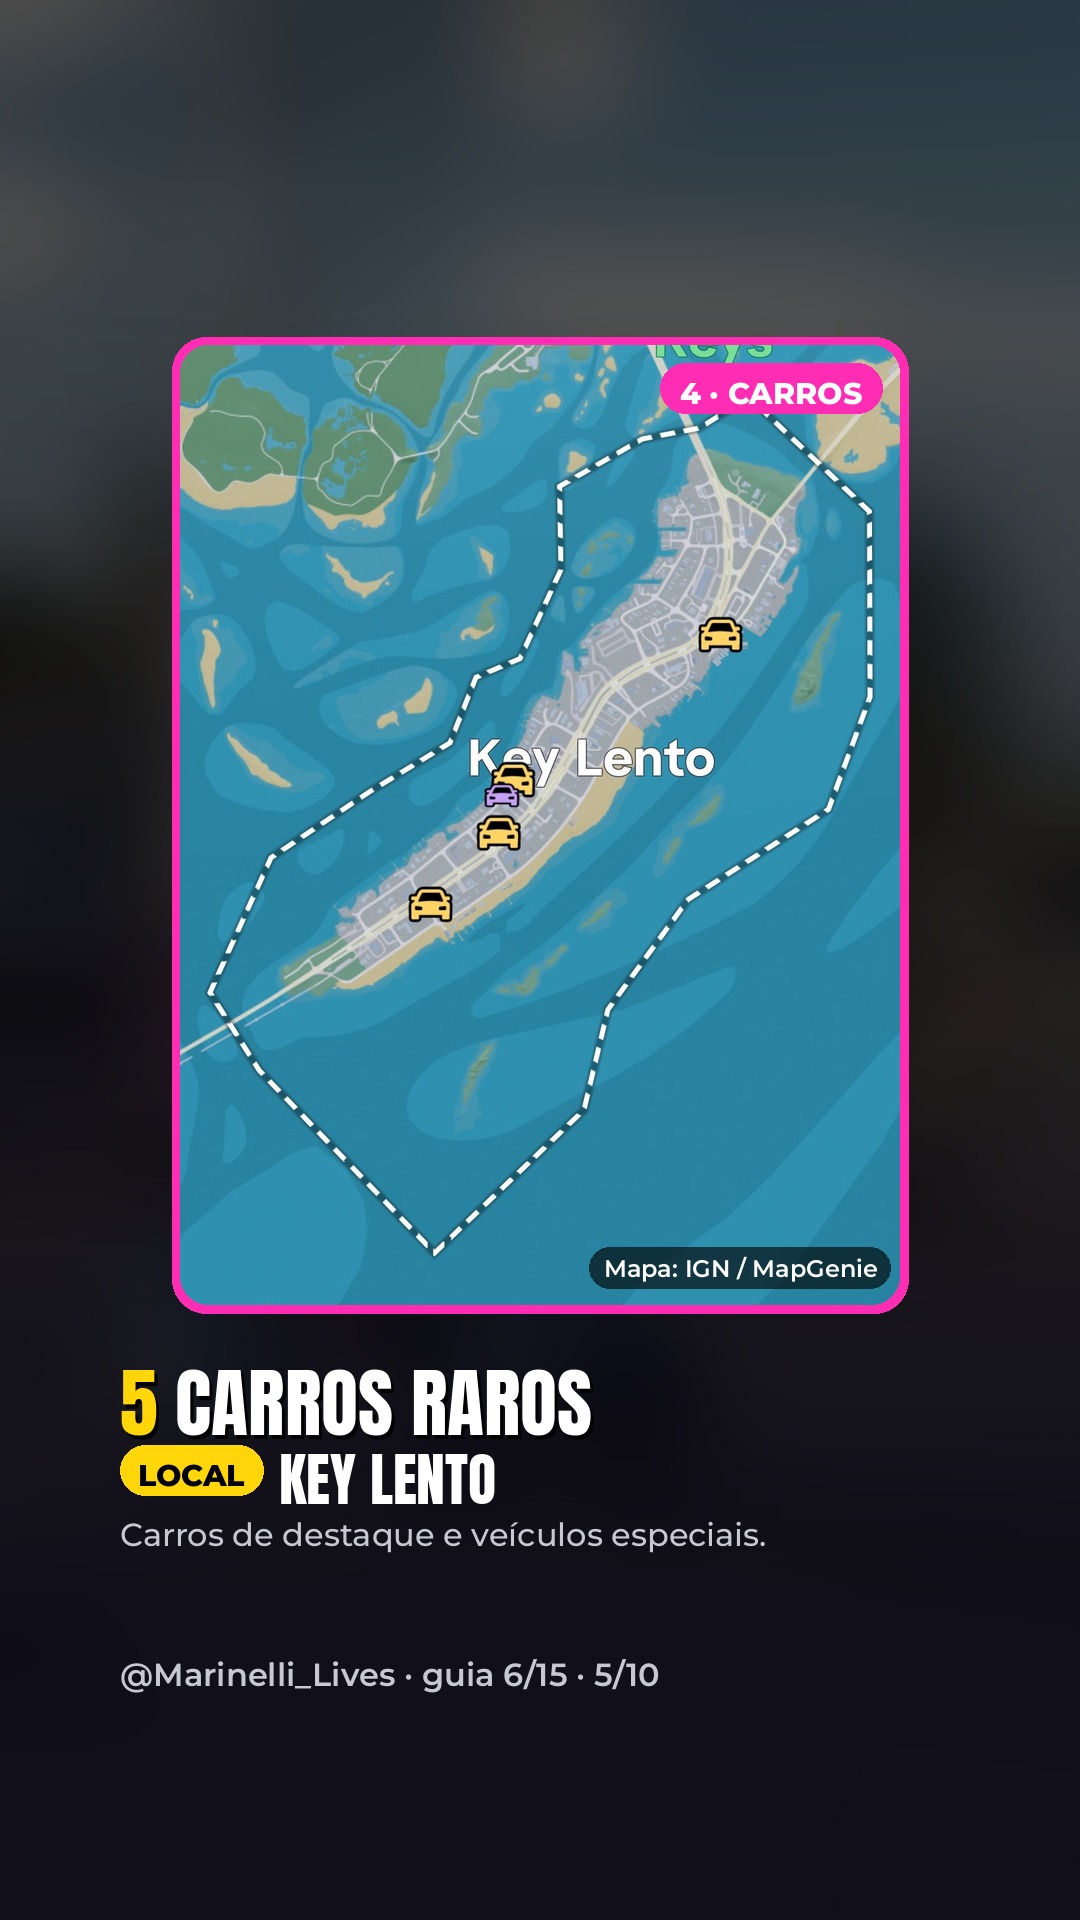 Keys
4 · CARROS
Key Lento
Mapa: IGN / MapGenie
5 CARROS RAROS
LOCAL KEY LENTO
Carros de destaque e veículos especiais.
@Marinelli_Lives · guia 6/15 · 5/10